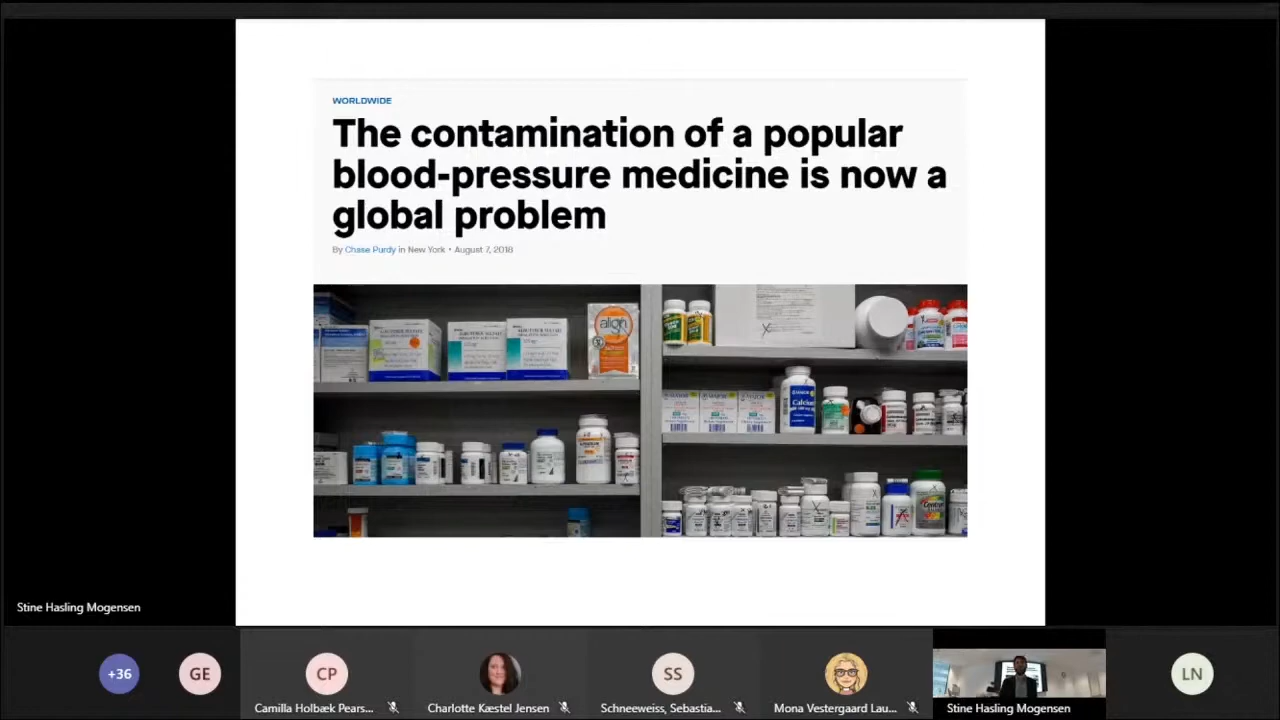 WORLDWIDE
The contamination of a popular
blood-pressure medicine is now a
global problem
By Chase Purdy in New York • August 7, 2018
align
Calcium
Stine Hasling Mogensen
+36
GE
CP
SS
LN
Camilla Holbæk Pears...
Charlotte Kæstel Jensen
Schneeweiss, Sebastia...
Mona Vestergaard Lau...
Stine Hasling Mogensen